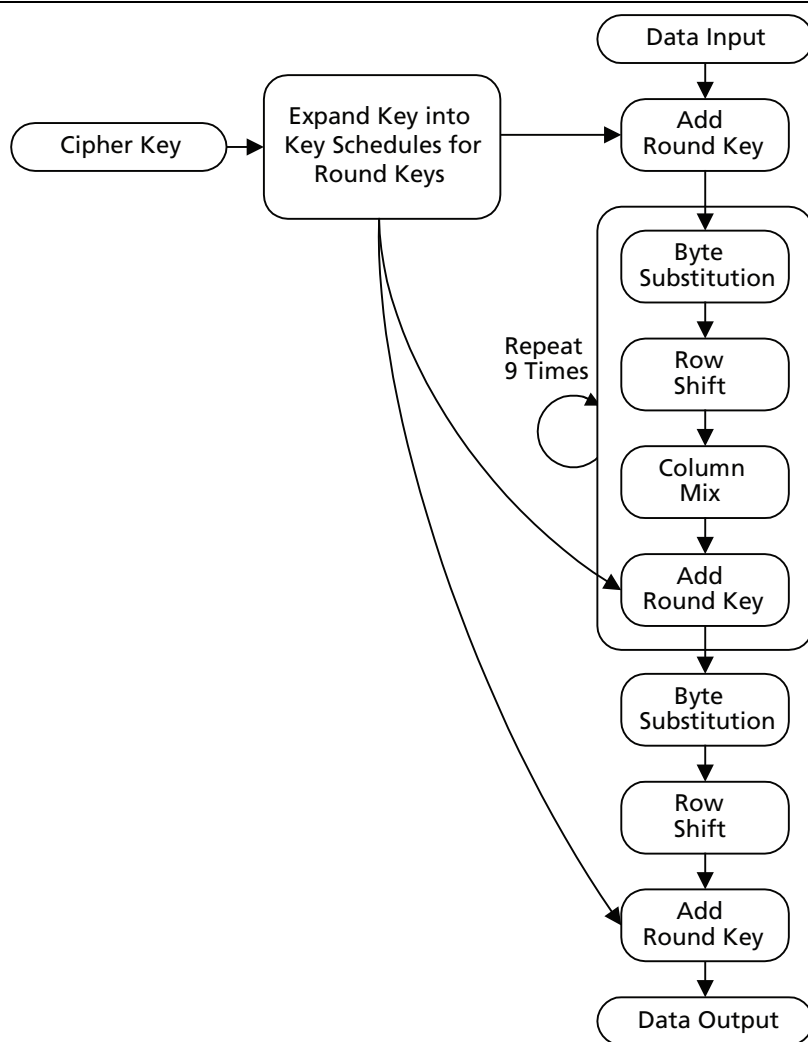 Data Input
Add
Round Key
Cipher Key
Expand Key into
Key Schedules for
Round Keys
Byte
Substitution
Repeat
9 Times
Row
Shift
Column
Mix
Add
Round Key
Byte
Substitution
Row
Shift
Add
Round Key
Data Output